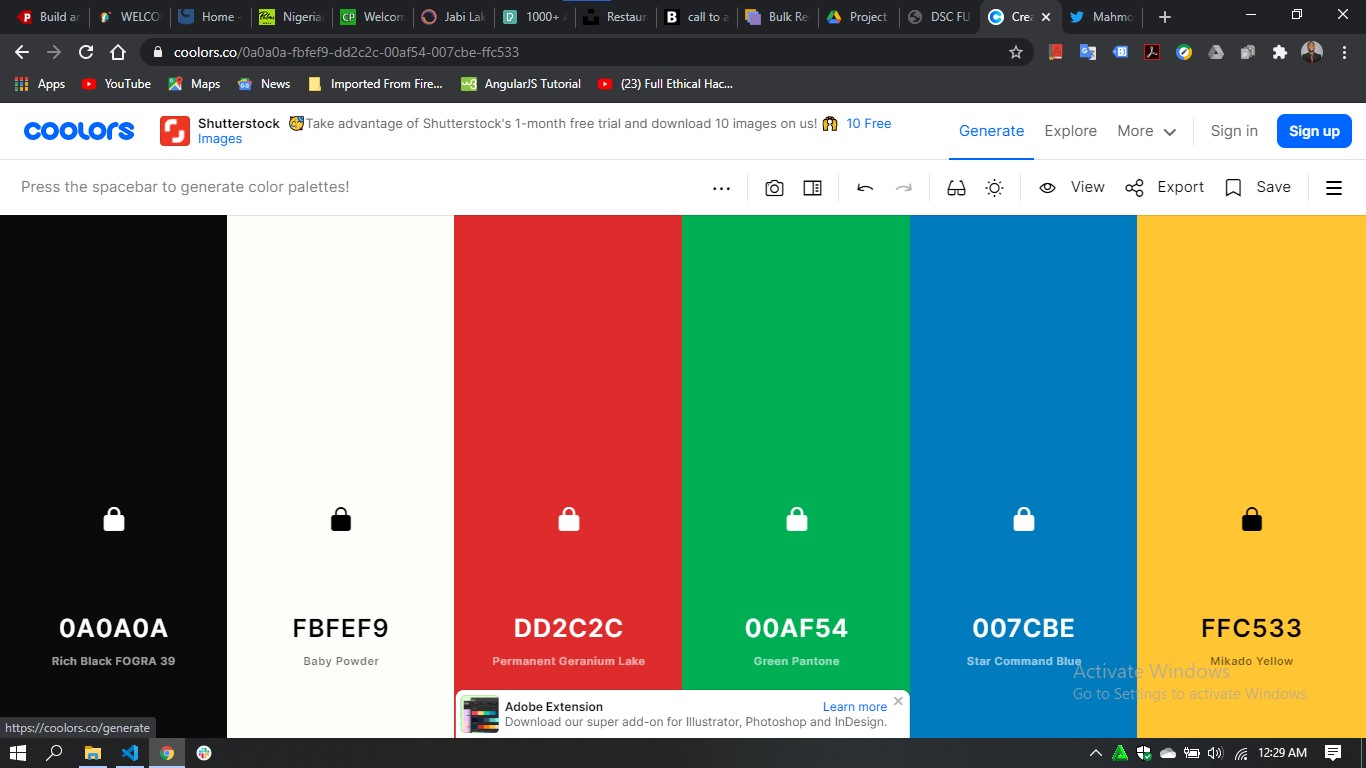 Build ar
WELCO
Home -
Nigeria
Welcom
Jabi Lak
1000+ A
Restaur
call to a
Bulk Re
Project
DSC FU
Crea
Mahmo
coolors.co/0a0a0a-fbfef9-dd2c2c-00af54-007cbe-ffc533
Apps
YouTube
Maps
News
Imported From Fire...
AngularJS Tutorial
(23) Full Ethical Hac...
coolors
Shutterstock Take advantage of Shutterstock's 1-month free trial and download 10 images on us! 10 Free
Images
Generate
Explore
More
Sign in
Sign up
Press the spacebar to generate color palettes!
View
Export
Save
0A0A0A
FBFEF9
DD2C2C
00AF54
007CBE
FFC533
Rich Black FOGRA 39
Baby Powder
Permanent Geranium Lake
Green Pantone
Star Command Blue
Mikado Yellow
Activate Windows
Go to Settings to activate Windows.
Adobe Extension
Learn more
Download our super add-on for Illustrator, Photoshop and InDesign.
https://coolors.co/generate
12:29 AM